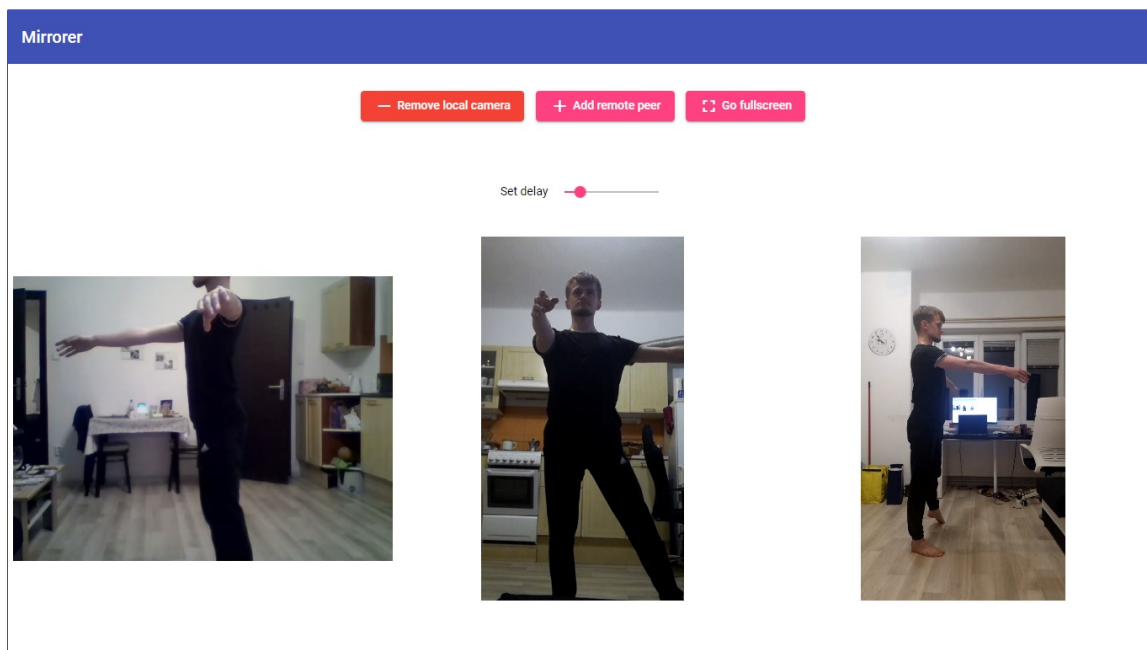 Mirrorer
Remove local camera
Add remote peer
Go fullscreen
Set delay